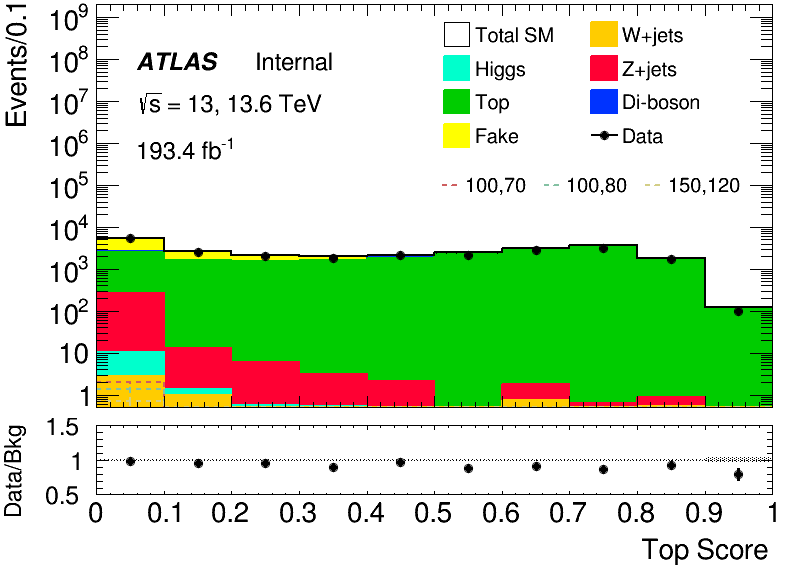 Events/0.1
10⁹
10⁸
10⁷
10⁶
10⁵
10⁴
10³
10²
10
1
ATLAS Internal
√s = 13, 13.6 TeV
193.4 fb⁻¹
Total SM
W+jets
Higgs
Z+jets
Top
Di-boson
Fake
Data
100,70
100,80
150,120
Data/Bkg
1.5
1
0.5
0 0.1 0.2 0.3 0.4 0.5 0.6 0.7 0.8 0.9 1
Top Score